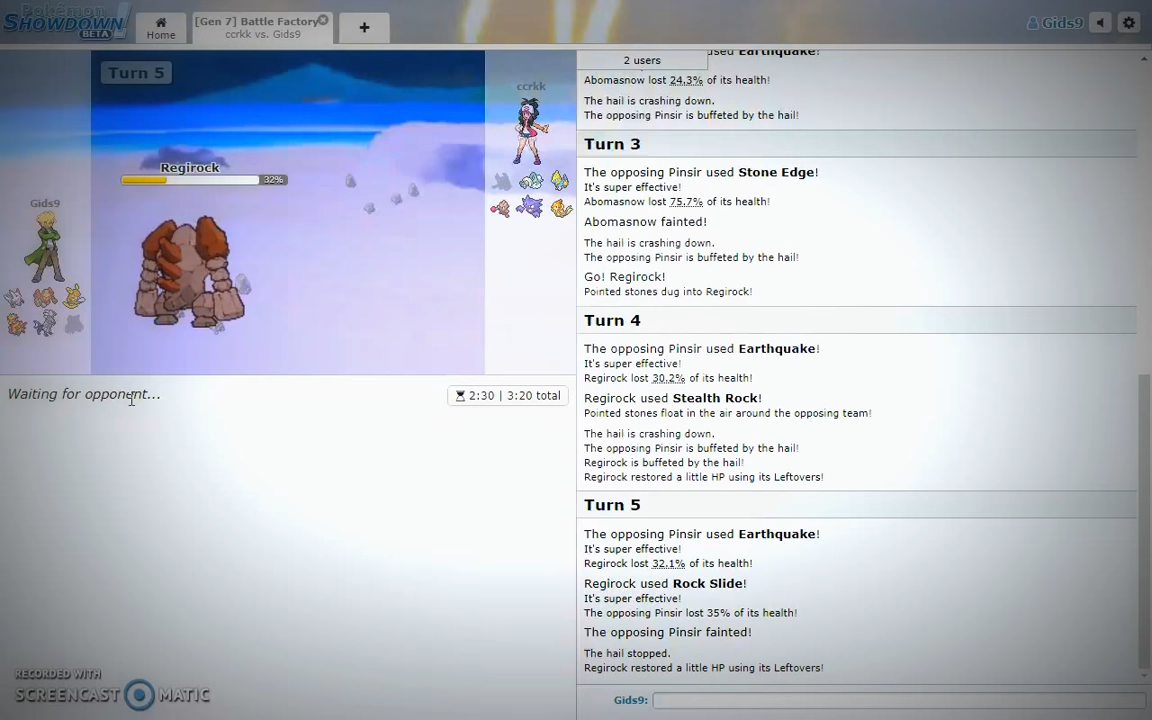 Pokémon
SHOWDOWN!
BETA
Home
[Gen 7] Battle Factory
ccrkk vs. Gids9
+
Gids9
Turn 5
ccrkk
Regirock
32%
Gids9
Waiting for opponent...
2:30 | 3:20 total
2 users
used Earthquake!
Abomasnow lost 24.3% of its health!
The hail is crashing down.
The opposing Pinsir is buffeted by the hail!
Turn 3
The opposing Pinsir used Stone Edge!
It's super effective!
Abomasnow lost 75.7% of its health!
Abomasnow fainted!
The hail is crashing down.
The opposing Pinsir is buffeted by the hail!
Go! Regirock!
Pointed stones dug into Regirock!
Turn 4
The opposing Pinsir used Earthquake!
It's super effective!
Regirock lost 30.2% of its health!
Regirock used Stealth Rock!
Pointed stones float in the air around the opposing team!
The hail is crashing down.
The opposing Pinsir is buffeted by the hail!
Regirock is buffeted by the hail!
Regirock restored a little HP using its Leftovers!
Turn 5
The opposing Pinsir used Earthquake!
It's super effective!
Regirock lost 32.1% of its health!
Regirock used Rock Slide!
It's super effective!
The opposing Pinsir lost 35% of its health!
The opposing Pinsir fainted!
The hail stopped.
Regirock restored a little HP using its Leftovers!
Gids9:
RECORDED WITH
SCREENCAST MATIC